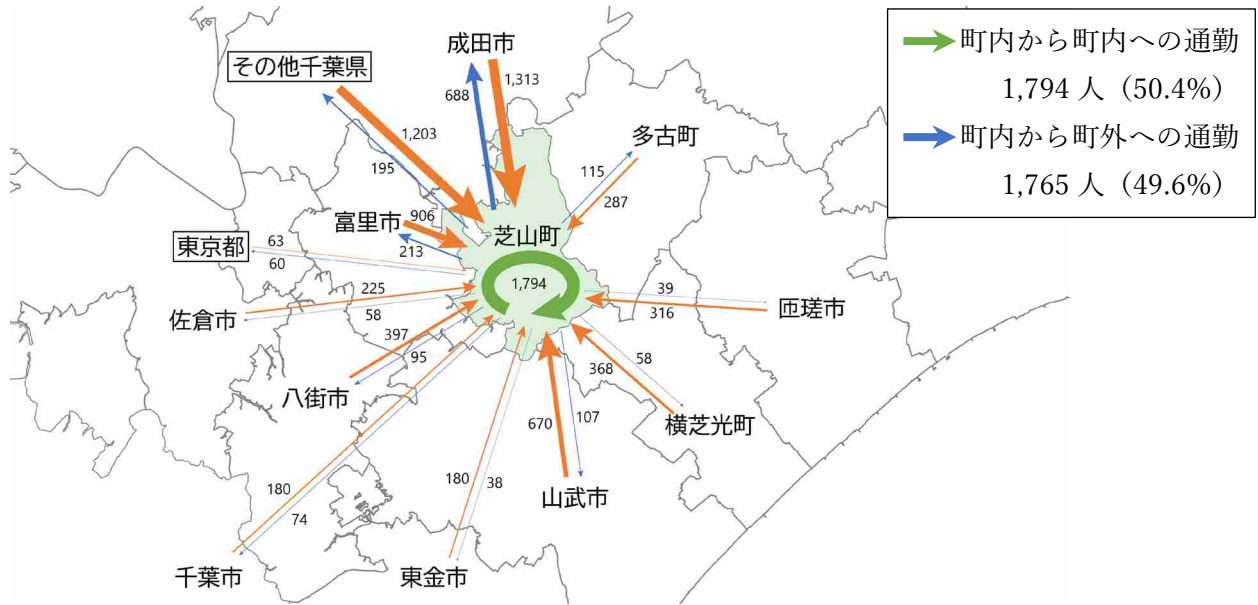 町内から町内への通勤
1,794 人（50.4%）
町内から町外への通勤
1,765 人（49.6%）
成田市
1,313
688
その他千葉県
1,203
195
多古町
115
287
富里市
906
213
芝山町
1,794
東京都
63
60
佐倉市
225
58
匝瑳市
39
316
八街市
397
95
横芝光町
58
368
山武市
670
107
千葉市
180
74
東金市
180
38